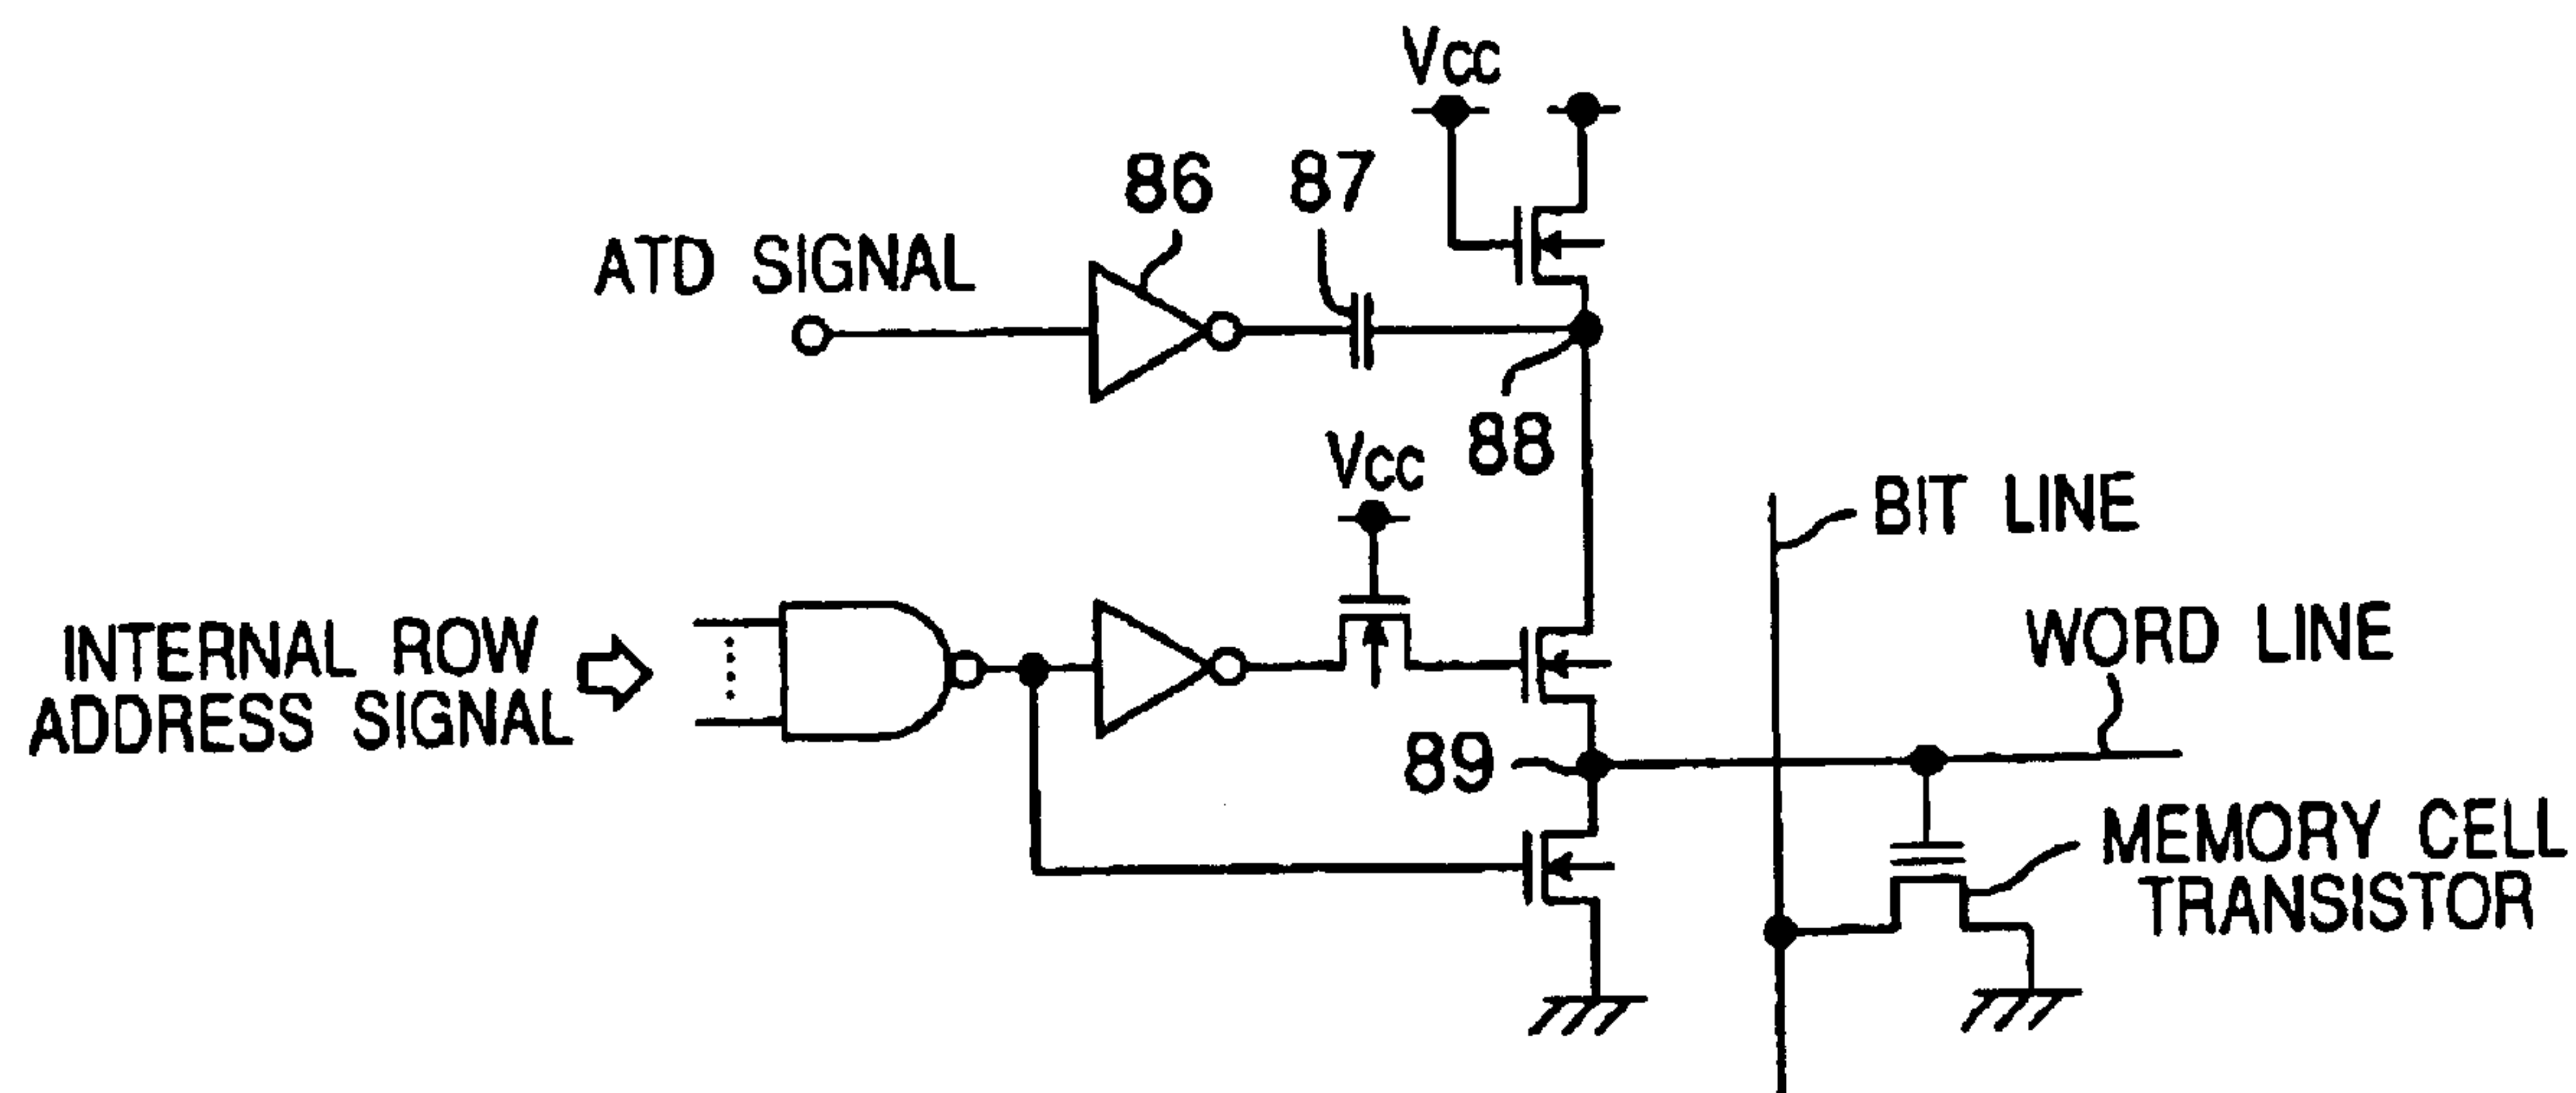 Vcc
86
87
ATD SIGNAL
88
Vcc
BIT LINE
INTERNAL ROW
ADDRESS SIGNAL
WORD LINE
89
MEMORY CELL
TRANSISTOR